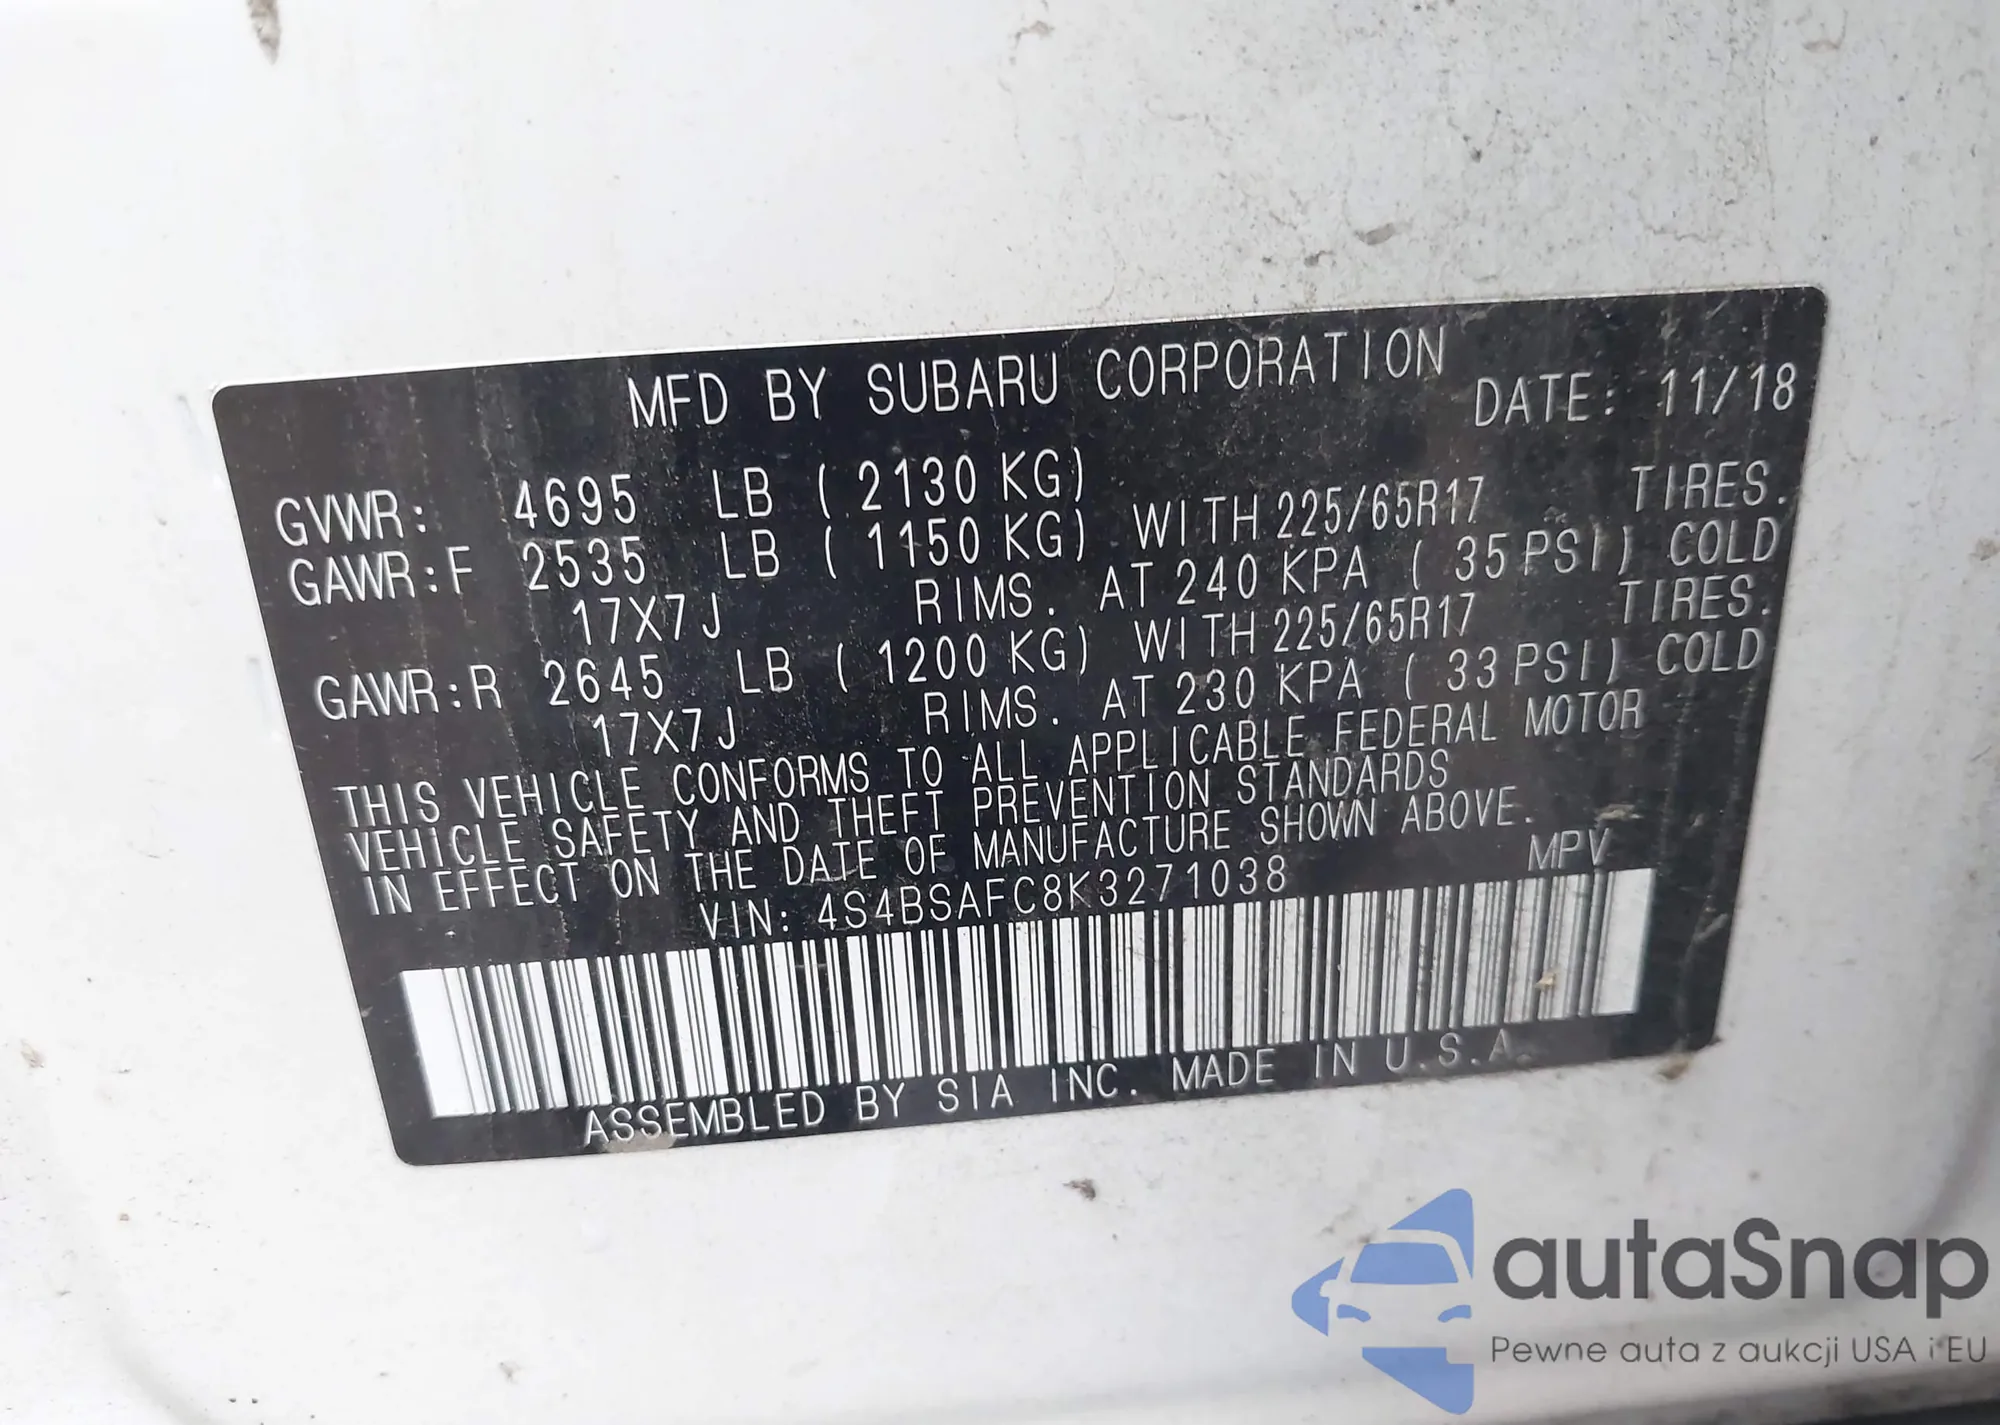 MFD BY SUBARU CORPORATION DATE: 11/18
GVWR: 4695 LB ( 2130 KG)
GAWR:F 2535 LB ( 1150 KG) WITH 225/65R17 TIRES.
17X7J RIMS. AT 240 KPA ( 35 PSI) COLD
GAWR:R 2645 LB ( 1200 KG) WITH 225/65R17 TIRES.
17X7J RIMS. AT 230 KPA ( 33 PSI) COLD
THIS VEHICLE CONFORMS TO ALL APPLICABLE FEDERAL MOTOR
VEHICLE SAFETY AND THEFT PREVENTION STANDARDS
IN EFFECT ON THE DATE OF MANUFACTURE SHOWN ABOVE.
VIN: 4S4BSAFC8K3271038 MPV
ASSEMBLED BY SIA INC. MADE IN U.S.A.
autaSnap
Pewne auta z aukcji USA i EU